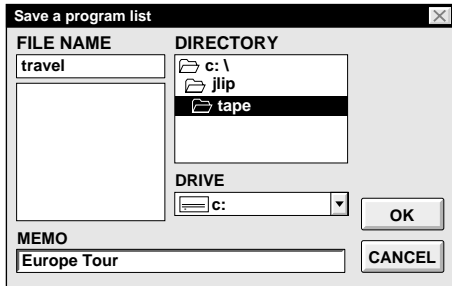 Save a program list
FILE NAME
travel
DIRECTORY
c: \
jlip
tape
DRIVE
c:
OK
MEMO
Europe Tour
CANCEL